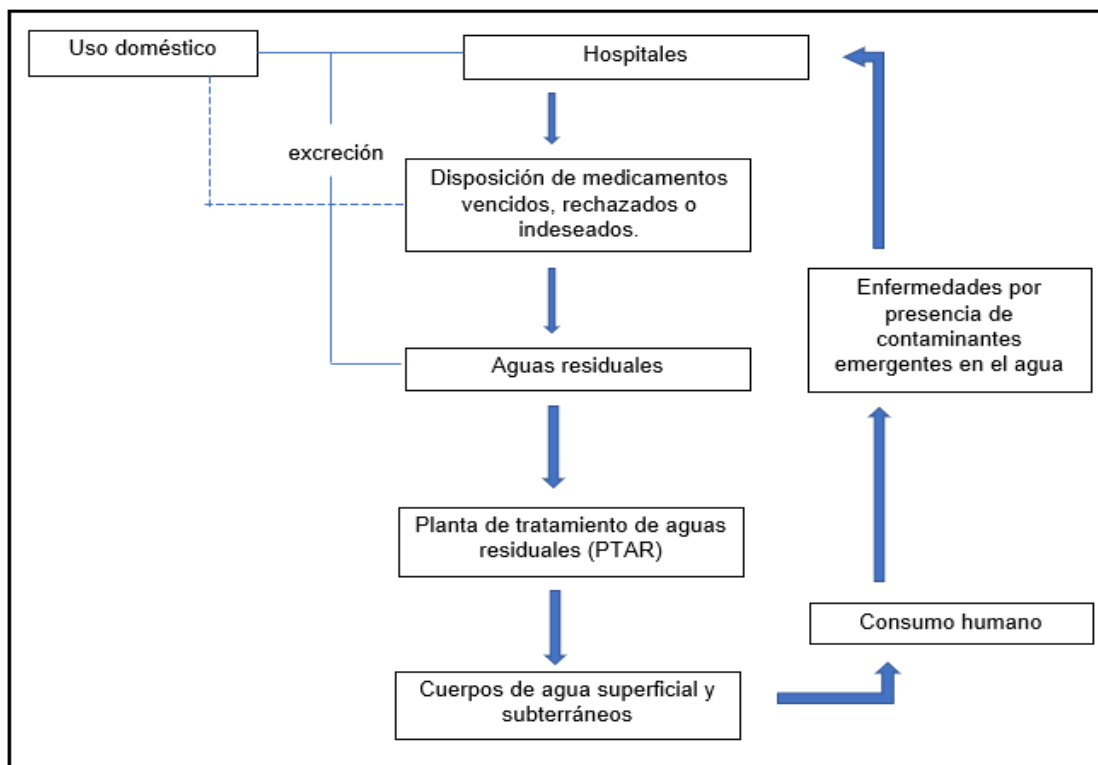 Uso doméstico
Hospitales
excreción
Disposición de medicamentos
vencidos, rechazados o
indeseados.
Enfermedades por
presencia de
contaminantes
emergentes en el agua
Aguas residuales
Planta de tratamiento de aguas
residuales (PTAR)
Consumo humano
Cuerpos de agua superficial y
subterráneos